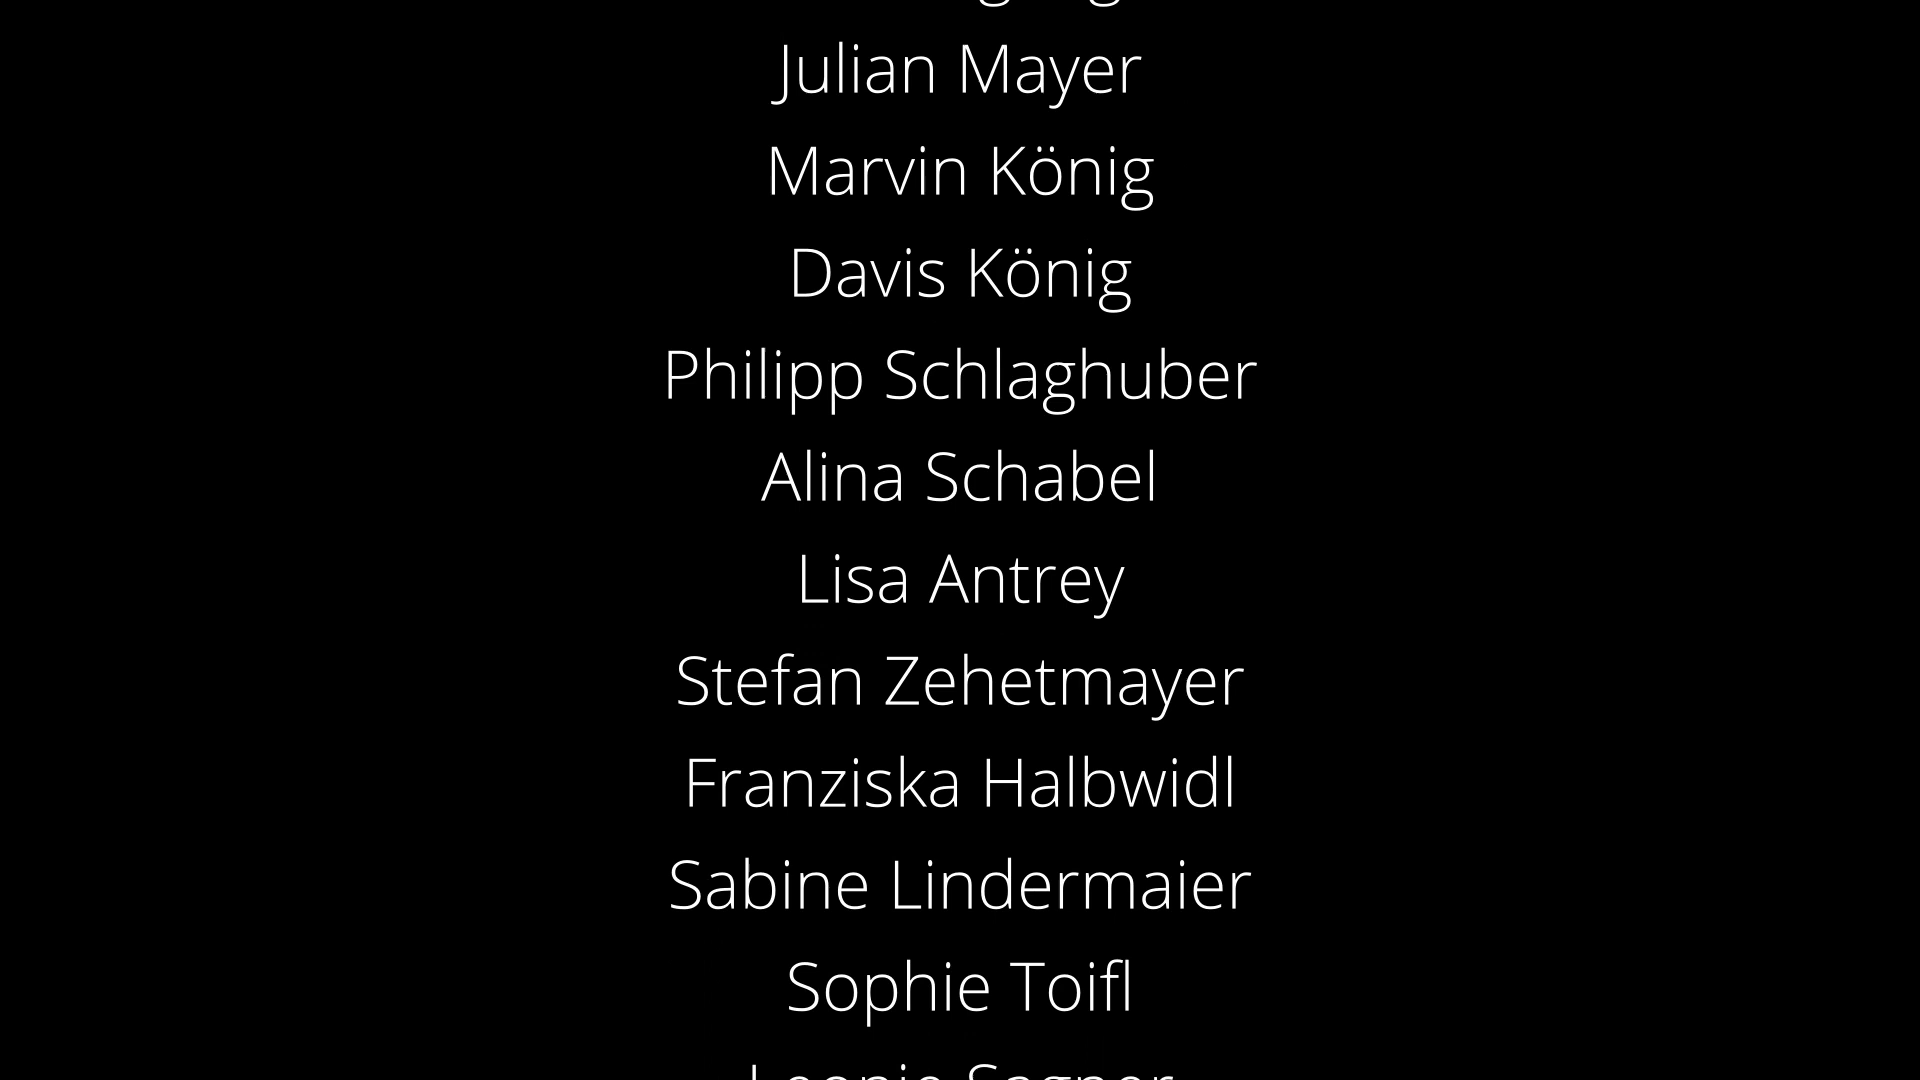 Julian Mayer
Marvin König
Davis König
Philipp Schlaghuber
Alina Schabel
Lisa Antrey
Stefan Zehetmayer
Franziska Halbwidl
Sabine Lindermaier
Sophie Toifl